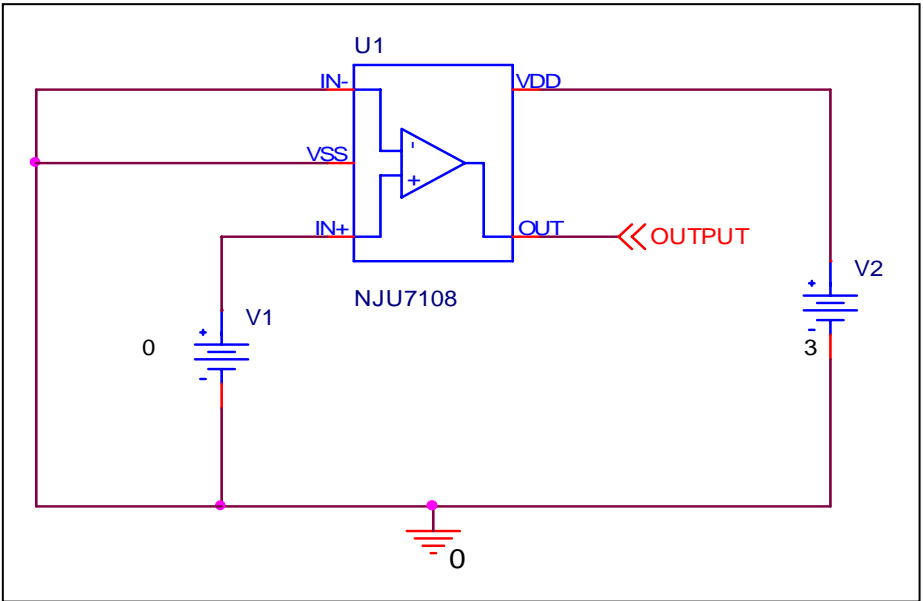 U1
IN-
VDD
-
VSS
+
IN+
OUT
OUTPUT
NJU7108
V2
+
V1
+
-
0
3
-
0